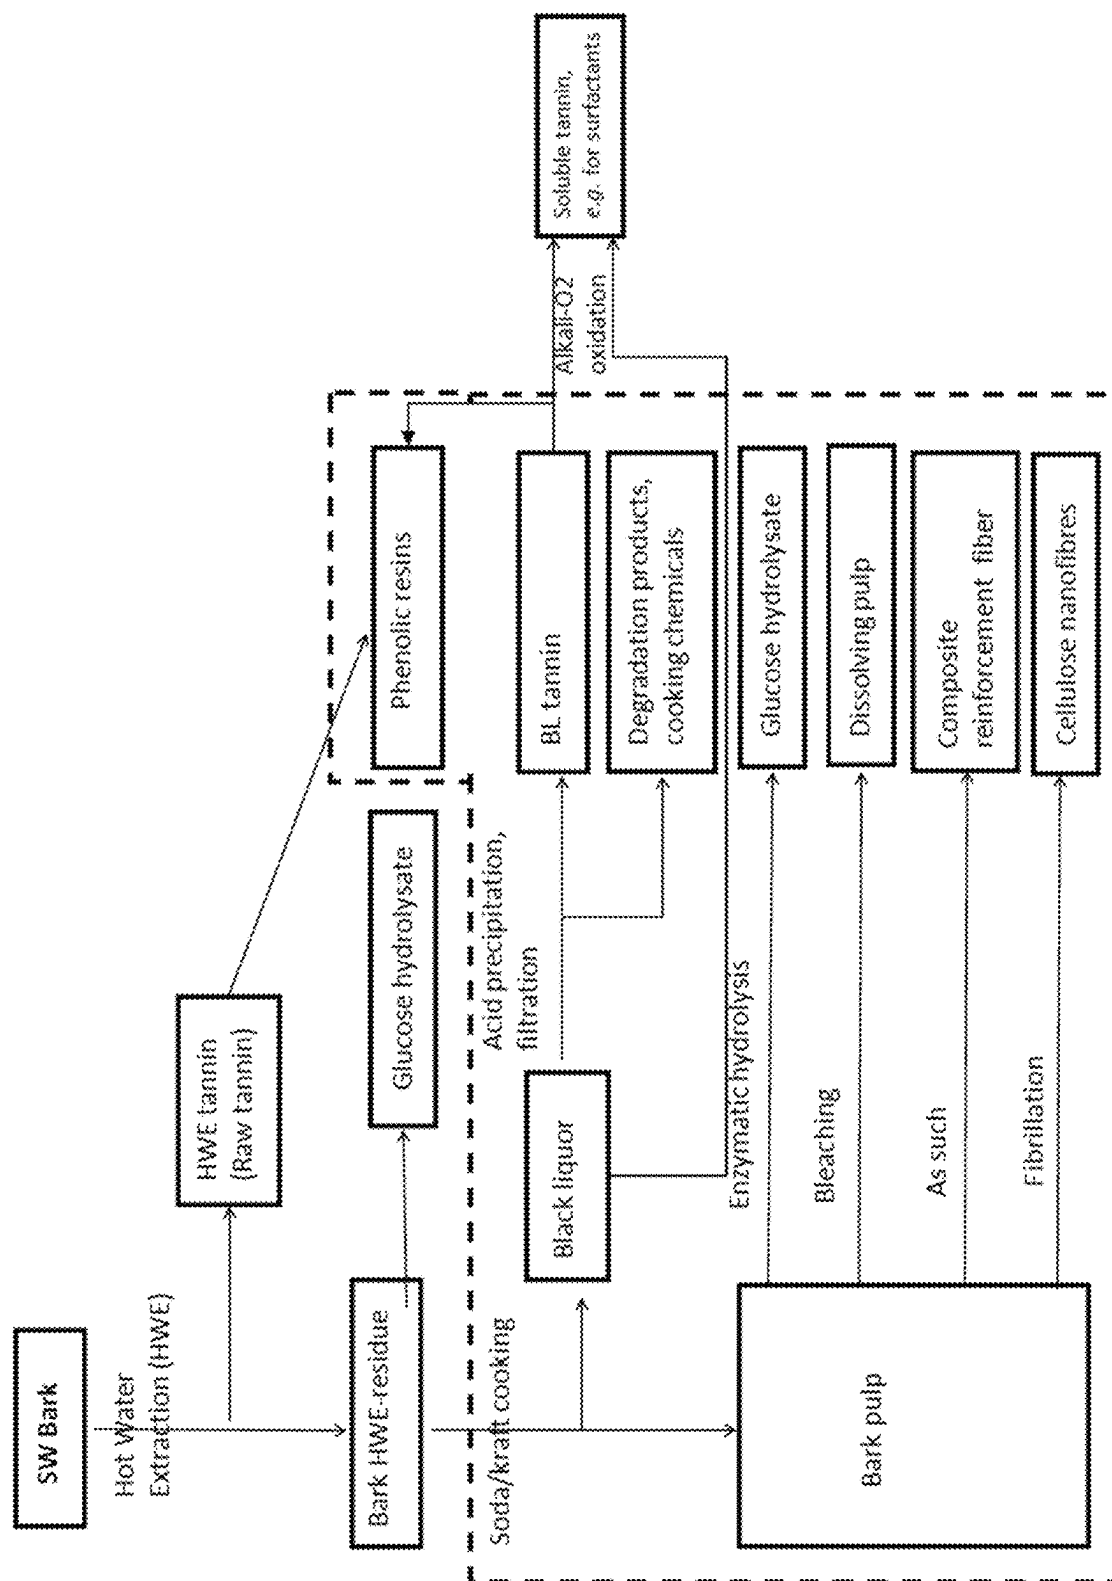 SW Bark
Hot Water
Extraction (HWE)
HWE tannin
(Raw tannin)
Bark HWE-residue
Glucose hydrolysate
Phenolic resins
Soda/kraft cooking
Acid precipitation,
filtration
Black liquor
BL tannin
Degradation products,
cooking chemicals
Alkali-O2
oxidation
Soluble tannin,
e.g. for surfactants
Bark pulp
Enzymatic hydrolysis
Glucose hydrolysate
Bleaching
Dissolving pulp
As such
Composite
reinforcement fiber
Fibrillation
Cellulose nanofibres